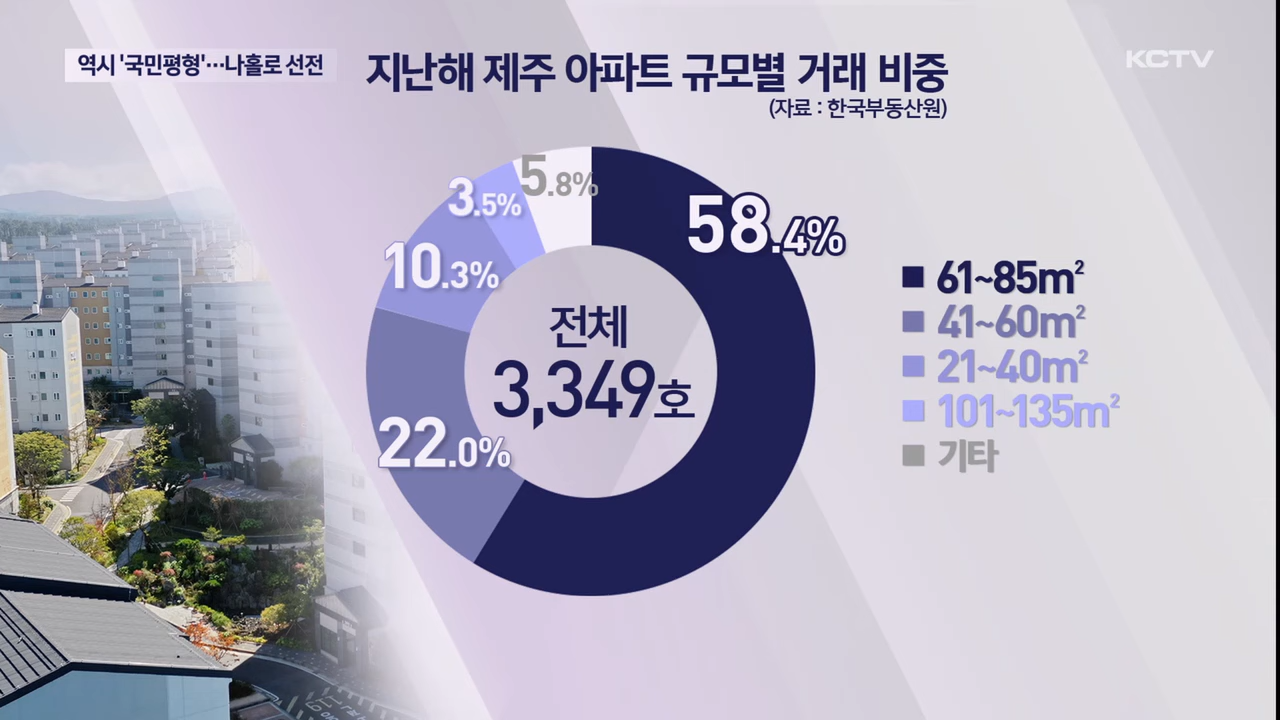 역시 '국민평형'…나홀로 선전
지난해 제주 아파트 규모별 거래 비중
(자료 : 한국부동산원)
KCTV
5.8%
3.5%
58.4%
10.3%
22.0%
전체
3,349호
61~85m²
41~60m²
21~40m²
101~135m²
기타